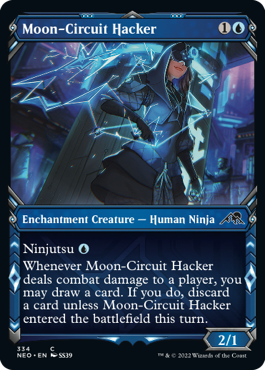 Moon-Circuit Hacker 1
Enchantment Creature — Human Ninja
Ninjutsu
Whenever Moon-Circuit Hacker
deals combat damage to a player, you
may draw a card. If you do, discard
a card unless Moon-Circuit Hacker
entered the battlefield this turn.
2/1
334 C
NEO • EN SS39
™ & © 2022 Wizards of the Coast